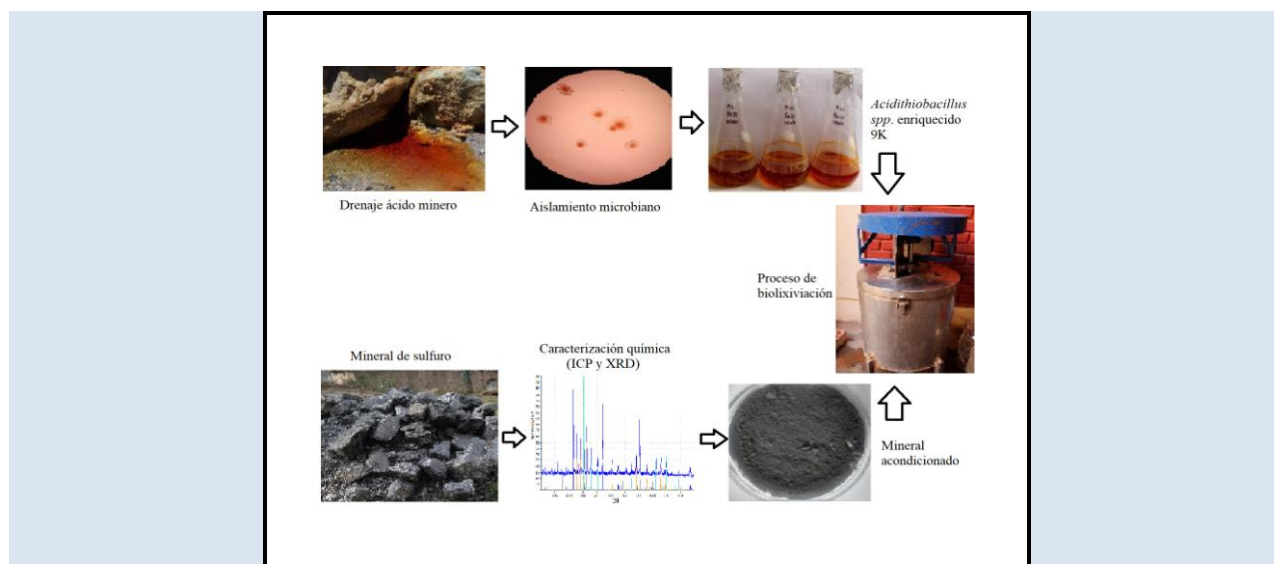 Drenaje ácido minero
Aislamiento microbiano
Acidithiobacillus
spp. enriquecido
9K
Proceso de
biolixiviación
Mineral de sulfuro
Caracterización química
(ICP y XRD)
Mineral
acondicionado